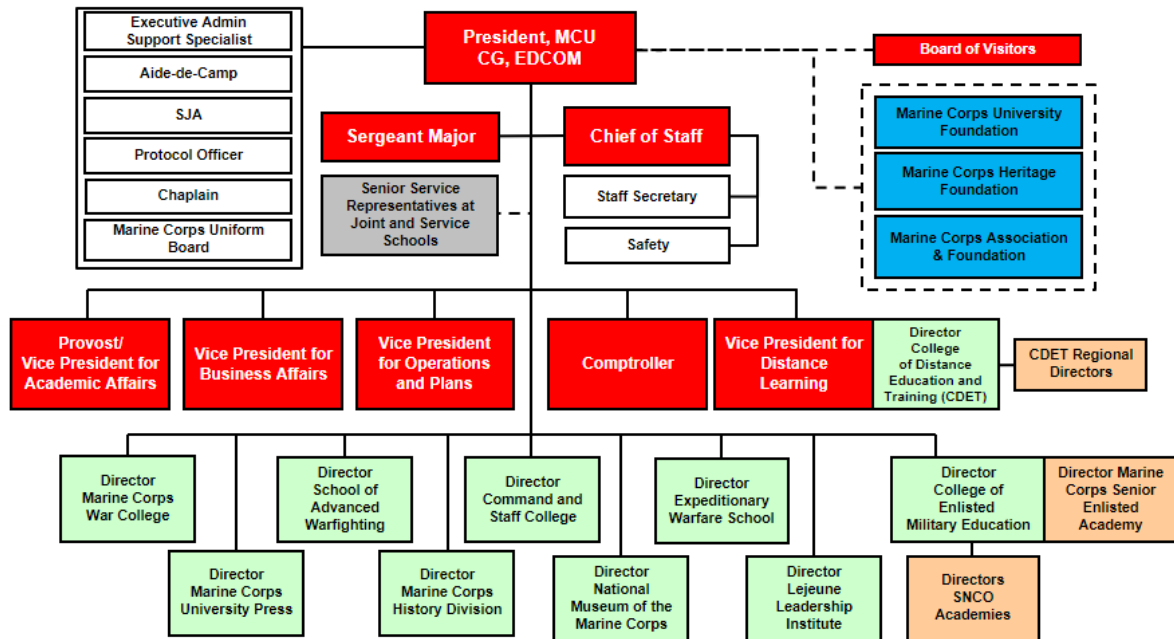 Executive Admin
Support Specialist
Aide-de-Camp
SJA
Protocol Officer
Chaplain
Marine Corps Uniform
Board
President, MCU
CG, EDCOM
Board of Visitors
Marine Corps University
Foundation
Marine Corps Heritage
Foundation
Marine Corps Association
& Foundation
Sergeant Major
Chief of Staff
Senior Service
Representatives at
Joint and Service
Schools
Staff Secretary
Safety
Provost/
Vice President for
Academic Affairs
Vice President for
Business Affairs
Vice President
for Operations
and Plans
Comptroller
Vice President for
Distance
Learning
Director
College
of Distance
Education and
Training (CDET)
CDET Regional
Directors
Director
Marine Corps
War College
Director
School of
Advanced
Warfighting
Director
Command and
Staff College
Director
Expeditionary
Warfare School
Director
College of
Enlisted
Military Education
Director Marine
Corps Senior
Enlisted
Academy
Director
Marine Corps
University Press
Director
Marine Corps
History Division
Director
National
Museum of the
Marine Corps
Director
Lejeune
Leadership
Institute
Directors
SNCO
Academies